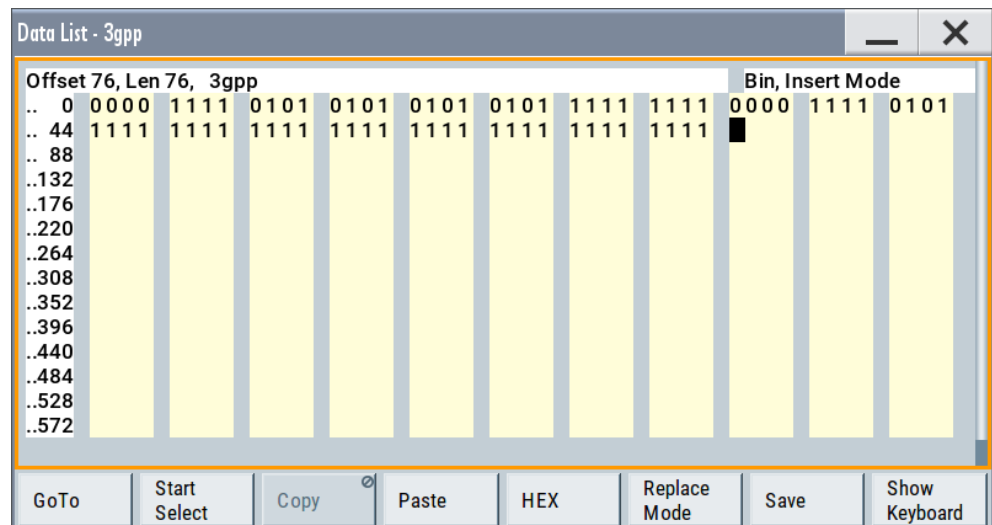 Data List - 3gpp
Offset 76, Len 76, 3gpp Bin, Insert Mode
.. 0 0000 1111 0101 0101 0101 0101 1111 1111 0000 1111 0101
.. 44 1111 1111 1111 1111 1111 1111 1111 1111
.. 88
..132
..176
..220
..264
..308
..352
..396
..440
..484
..528
..572
GoTo Start Select Copy Paste HEX Replace Mode Save Show Keyboard